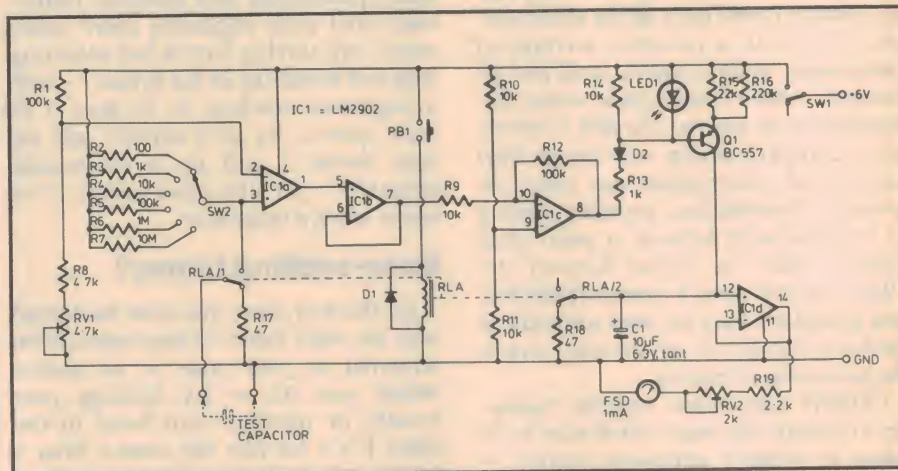 R1
100k
R2
100
R3
1k
R4
10k
R5
100k
R6
1M
R7
10M
SW2
IC1 = LM2902
2
4
3
IC1a
1
5
6
IC1b
7
PB1
R9
10k
R10
10k
R12
100k
10
9
IC1c
8
R14
10k
LED1
D2
R13
1k
R15
22k
R16
220k
SW1
+6V
Q1
BC557
R8
4.7k
RV1
4.7k
RLA/1
R17
47
D1
RLA
R11
10k
RLA/2
R18
47
C1
10µF
6.3V, tant
12
13
IC1d
14
11
GND
TEST
CAPACITOR
FSD
1mA
RV2
2k
R19
2.2k